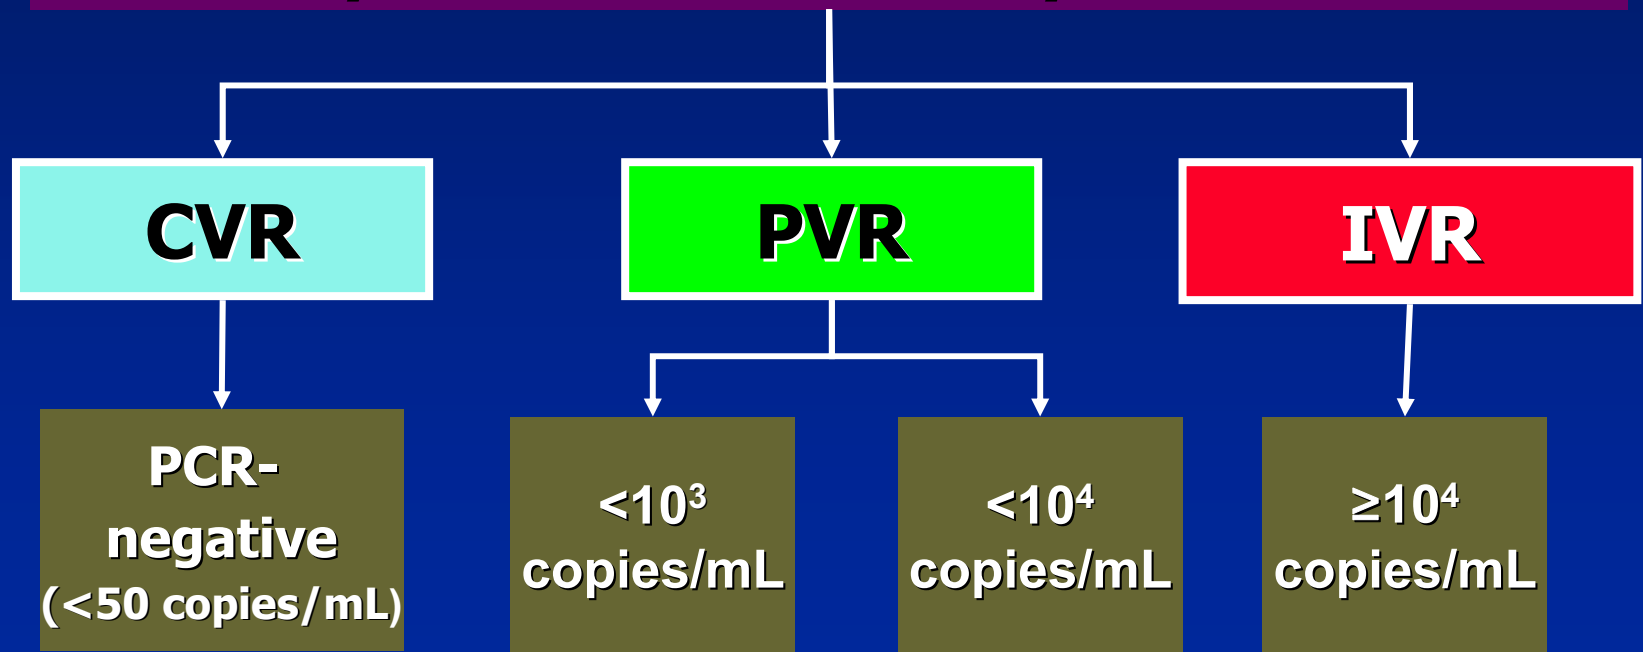 CVR
PVR
IVR
PCR-
negative
(<50 copies/mL)
<10³
copies/mL
<10⁴
copies/mL
≥10⁴
copies/mL